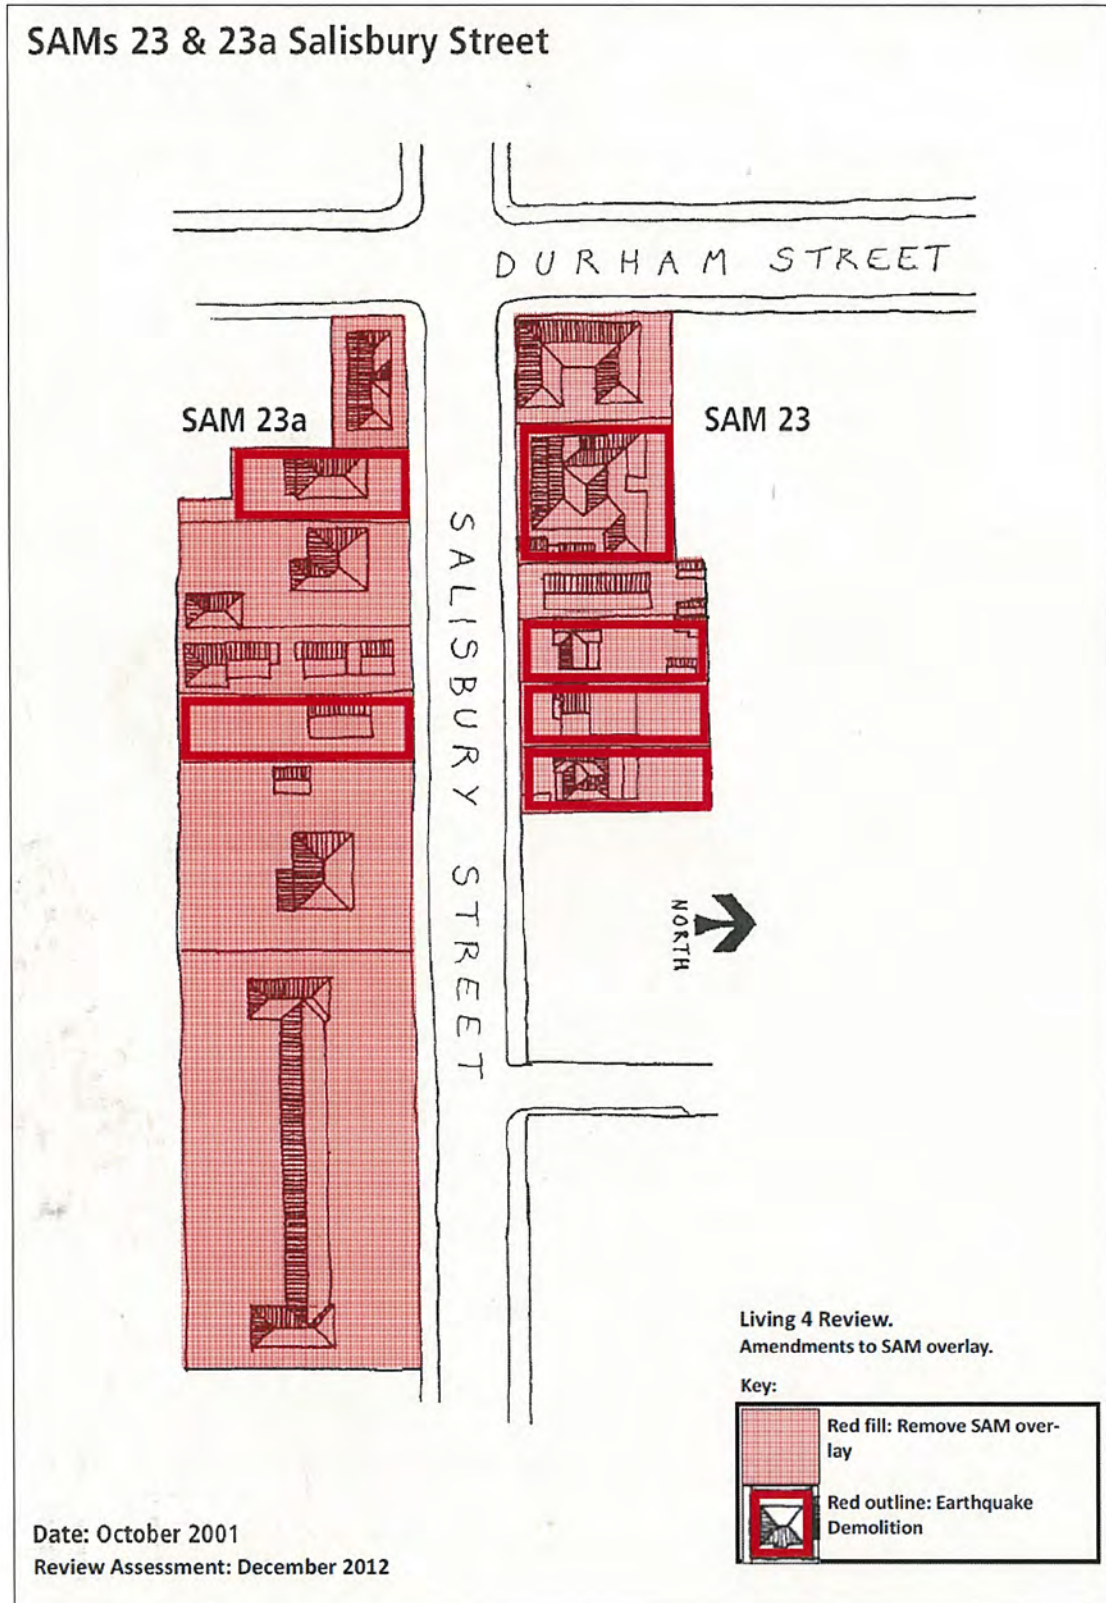 SAMs 23 & 23a Salisbury Street
DURHAM STREET
SAM 23a
SAM 23
SALISBURY STREET
NORTH
Living 4 Review.
Amendments to SAM overlay.
Key:
Red fill: Remove SAM over-
lay
Red outline: Earthquake
Demolition
Date: October 2001
Review Assessment: December 2012